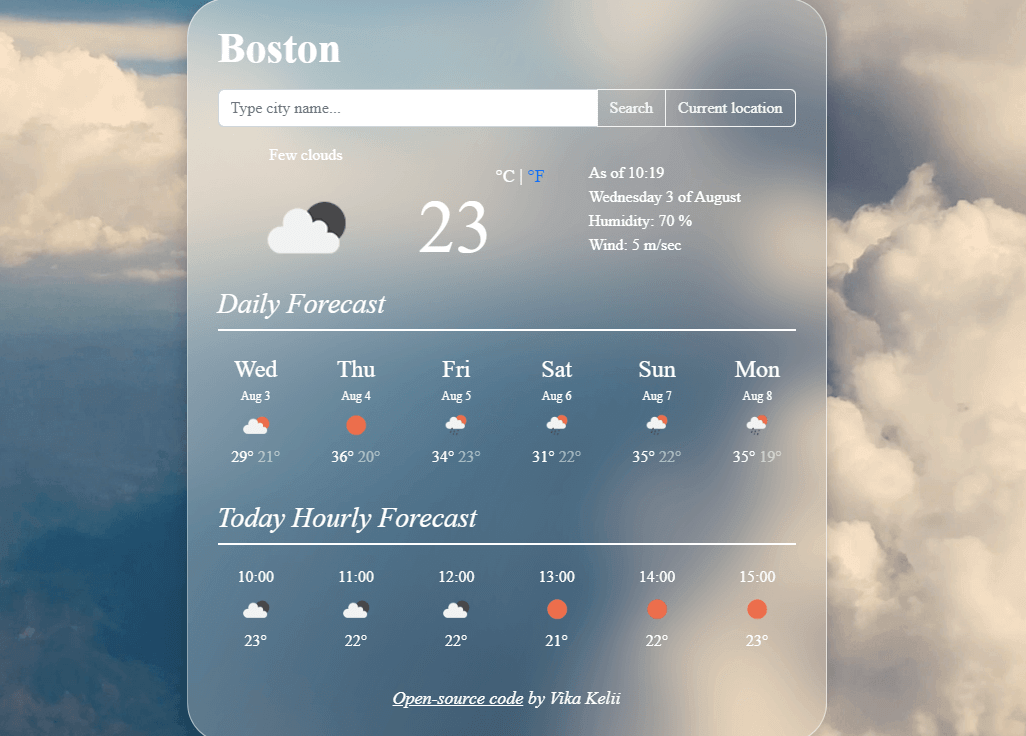 Boston
Type city name... Search Current location
Few clouds
23 °C | °F
As of 10:19
Wednesday 3 of August
Humidity: 70 %
Wind: 5 m/sec
Daily Forecast
Wed Thu Fri Sat Sun Mon
Aug 3 Aug 4 Aug 5 Aug 6 Aug 7 Aug 8
29° 21° 36° 20° 34° 23° 31° 22° 35° 22° 35° 19°
Today Hourly Forecast
10:00 11:00 12:00 13:00 14:00 15:00
23° 22° 22° 21° 22° 23°
Open-source code by Vika Kelii